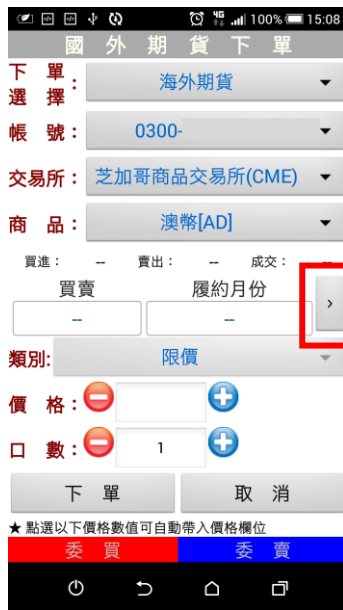 4G 100% 15:08
國外期貨下單
下單選擇： 海外期貨
帳號： 0300-
交易所： 芝加哥商品交易所(CME)
商品： 澳幣[AD]
買進： -- 賣出： -- 成交： --
買賣 履約月份
-- --
類別: 限價
價格：
口數： 1
下單 取消
★ 點選以下價格數值可自動帶入價格欄位
委買 委賣